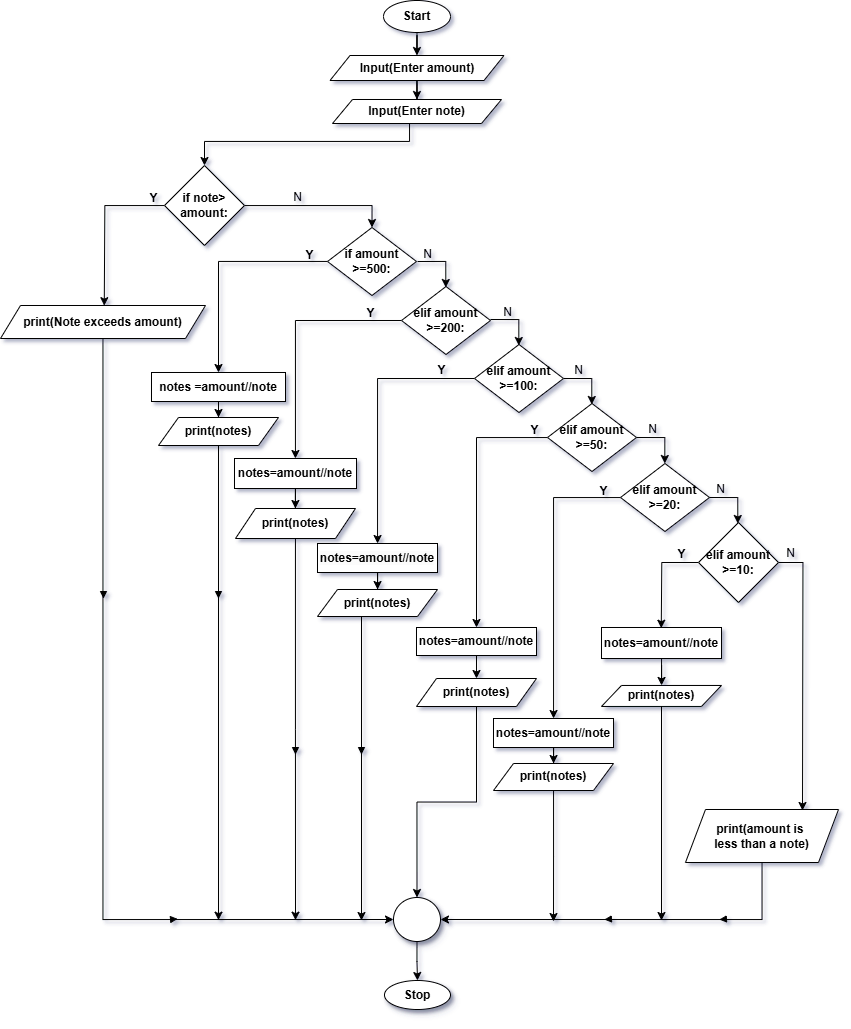 Start
Input(Enter amount)
Input(Enter note)
Y
if note>
amount:
N
Y
if amount
>=500:
N
Y
elif amount
>=200:
N
Y
elif amount
>=100:
N
Y
elif amount
>=50:
N
Y
elif amount
>=20:
N
Y
elif amount
>=10:
N
print(Note exceeds amount)
notes =amount//note
print(notes)
notes=amount//note
print(notes)
notes=amount//note
print(notes)
notes=amount//note
print(notes)
notes=amount//note
print(notes)
notes=amount//note
print(notes)
print(amount is
less than a note)
Stop